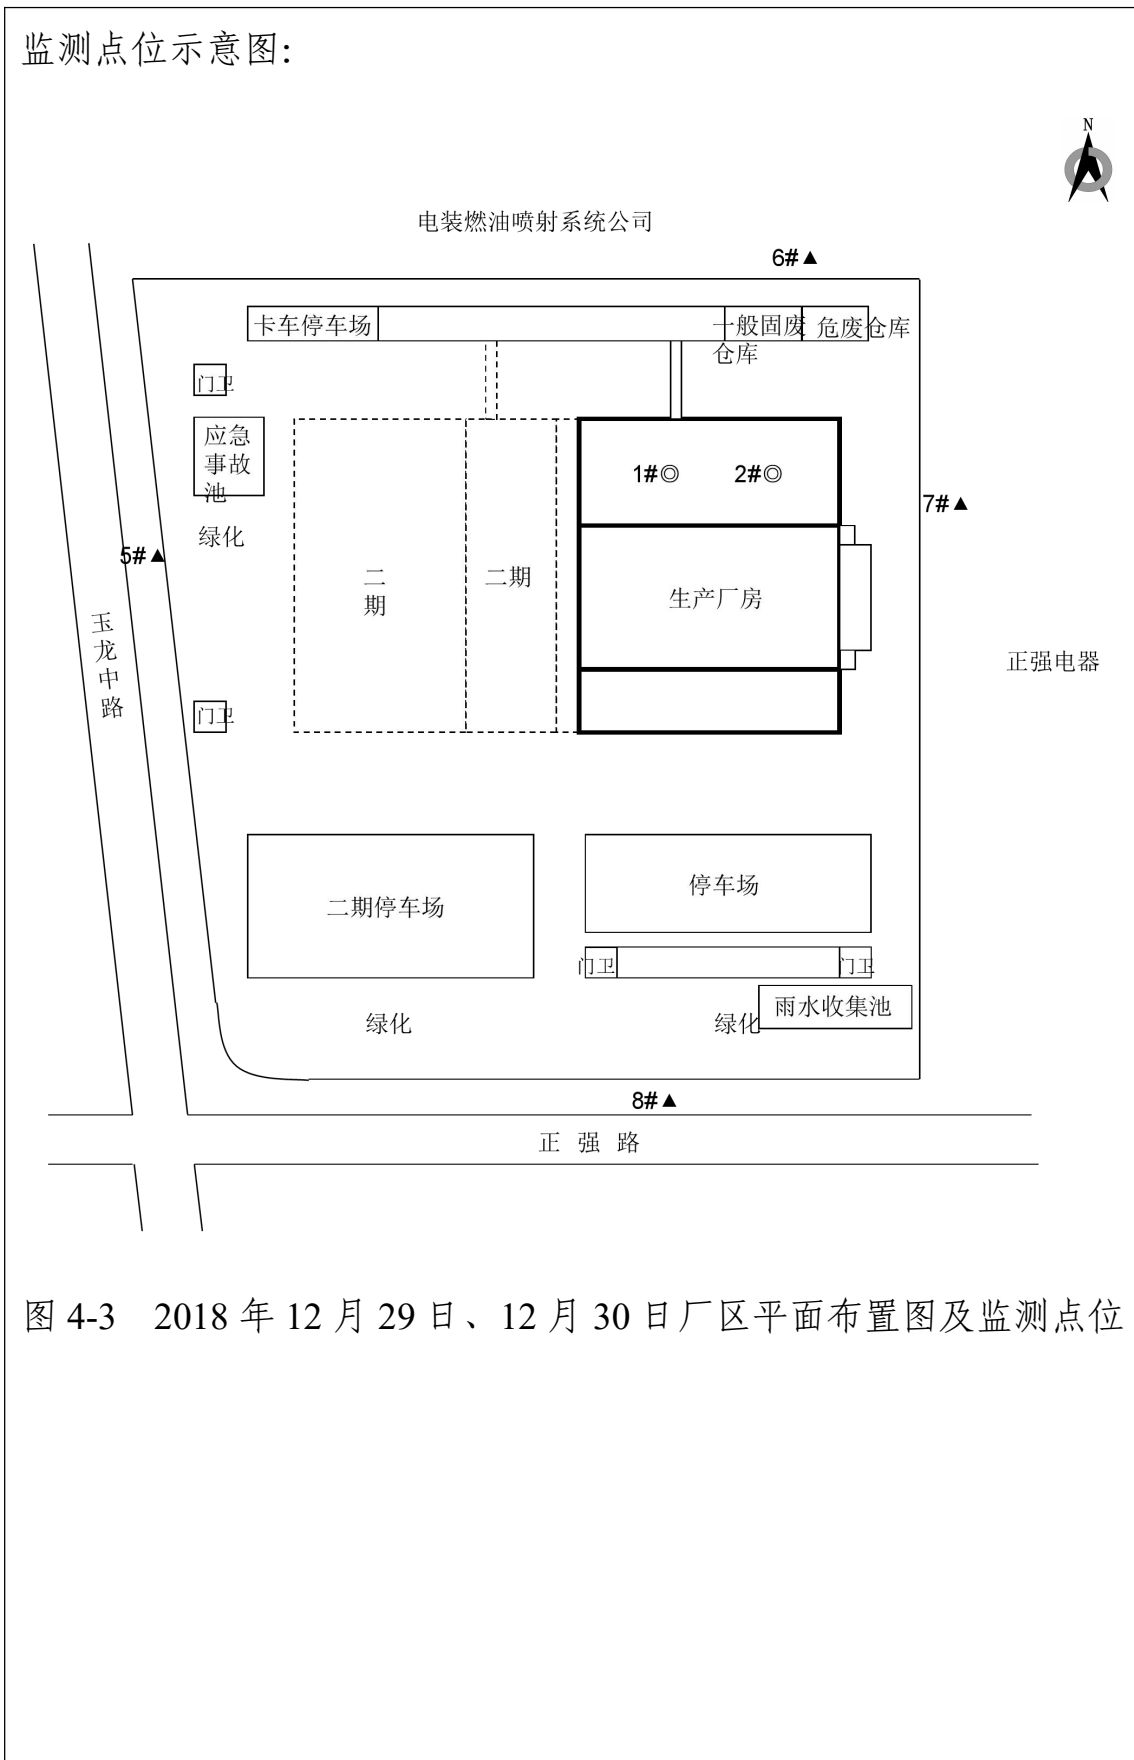 监测点位示意图:
N
电装燃油喷射系统公司
6#▲
卡车停车场
一般固废
仓库
危废仓库
门卫
应急
事故
池
1#◎
2#◎
7#▲
绿化
5#▲
二
期
二期
生产厂房
玉
龙
中
路
正强电器
门卫
二期停车场
停车场
门卫
门卫
雨水收集池
绿化
绿化
8#▲
正 强 路
图 4-3 2018 年 12 月 29 日、12 月 30 日厂区平面布置图及监测点位